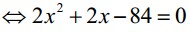 ⇔ 2x² + 2x − 84 = 0